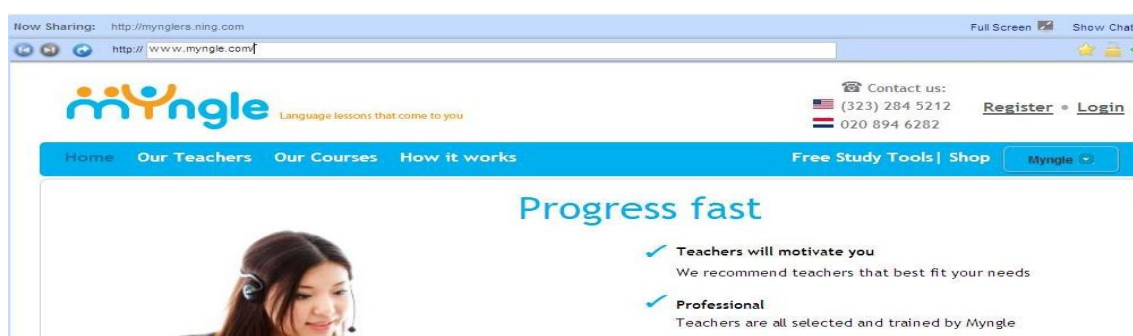 Now Sharing: http://mynglers.ning.com Full Screen Show Chat
http:// www.myngle.com/
mYngle Language lessons that come to you
Contact us:
(323) 284 5212
020 894 6282
Register • Login
Home Our Teachers Our Courses How it works Free Study Tools | Shop Myngle
Progress fast
Teachers will motivate you
We recommend teachers that best fit your needs
Professional
Teachers are all selected and trained by Myngle